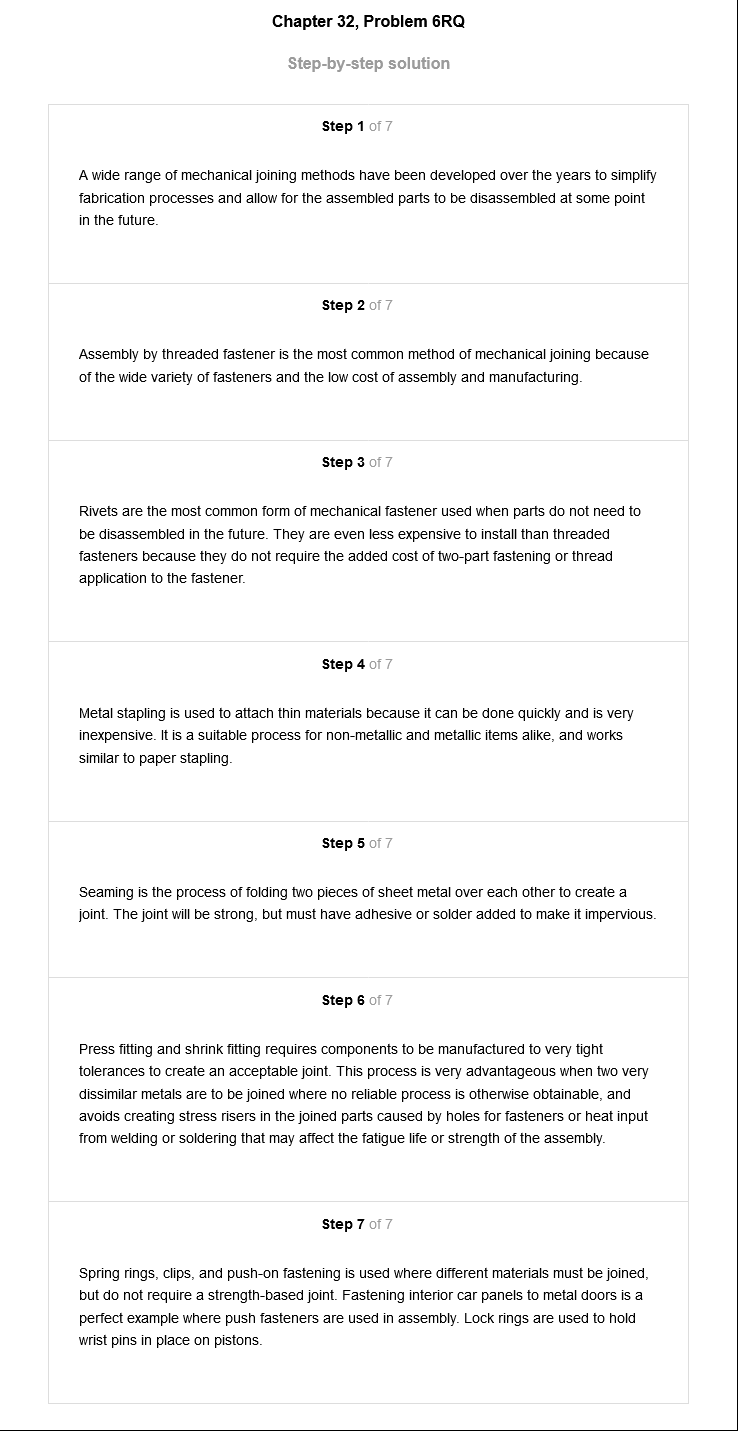 Chapter 32, Problem 6RQ
Step-by-step solution
Step 1 of 7
A wide range of mechanical joining methods have been developed over the years to simplify
fabrication processes and allow for the assembled parts to be disassembled at some point
in the future.
Step 2 of 7
Assembly by threaded fastener is the most common method of mechanical joining because
of the wide variety of fasteners and the low cost of assembly and manufacturing.
Step 3 of 7
Rivets are the most common form of mechanical fastener used when parts do not need to
be disassembled in the future. They are even less expensive to install than threaded
fasteners because they do not require the added cost of two-part fastening or thread
application to the fastener.
Step 4 of 7
Metal stapling is used to attach thin materials because it can be done quickly and is very
inexpensive. It is a suitable process for non-metallic and metallic items alike, and works
similar to paper stapling.
Step 5 of 7
Seaming is the process of folding two pieces of sheet metal over each other to create a
joint. The joint will be strong, but must have adhesive or solder added to make it impervious.
Step 6 of 7
Press fitting and shrink fitting requires components to be manufactured to very tight
tolerances to create an acceptable joint. This process is very advantageous when two very
dissimilar metals are to be joined where no reliable process is otherwise obtainable, and
avoids creating stress risers in the joined parts caused by holes for fasteners or heat input
from welding or soldering that may affect the fatigue life or strength of the assembly.
Step 7 of 7
Spring rings, clips, and push-on fastening is used where different materials must be joined,
but do not require a strength-based joint. Fastening interior car panels to metal doors is a
perfect example where push fasteners are used in assembly. Lock rings are used to hold
wrist pins in place on pistons.